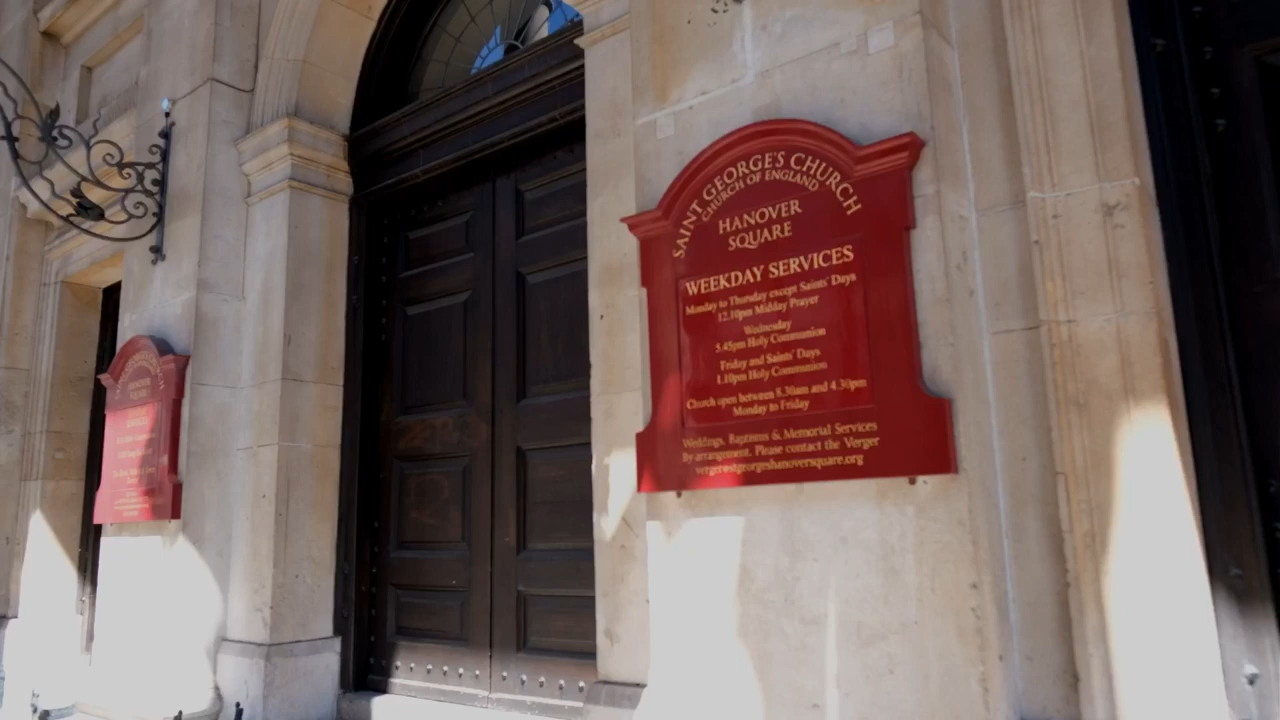 SAINT GEORGE'S CHURCH
CHURCH OF ENGLAND
HANOVER
SQUARE
WEEKDAY SERVICES
Monday to Thursday except Saints' Days
12.10pm Midday Prayer
Wednesday
5.45pm Holy Communion
Friday and Saints' Days
1.10pm Holy Communion
Church open between 8.30am and 4.30pm
Monday to Friday
Weddings, Baptisms & Memorial Services
By arrangement. Please contact the Verger
verger@stgeorgeshanoversquare.org
HANOVER
SQUARE